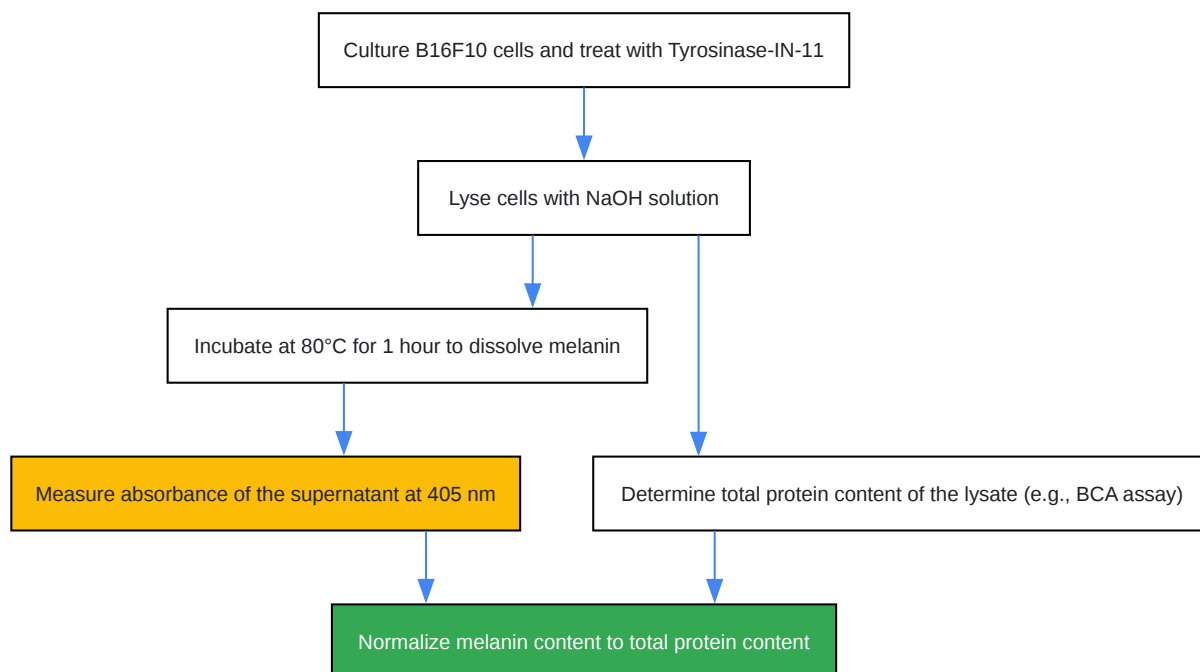 Culture B16F10 cells and treat with Tyrosinase-IN-11
Lyse cells with NaOH solution
Incubate at 80°C for 1 hour to dissolve melanin
Measure absorbance of the supernatant at 405 nm
Determine total protein content of the lysate (e.g., BCA assay)
Normalize melanin content to total protein content